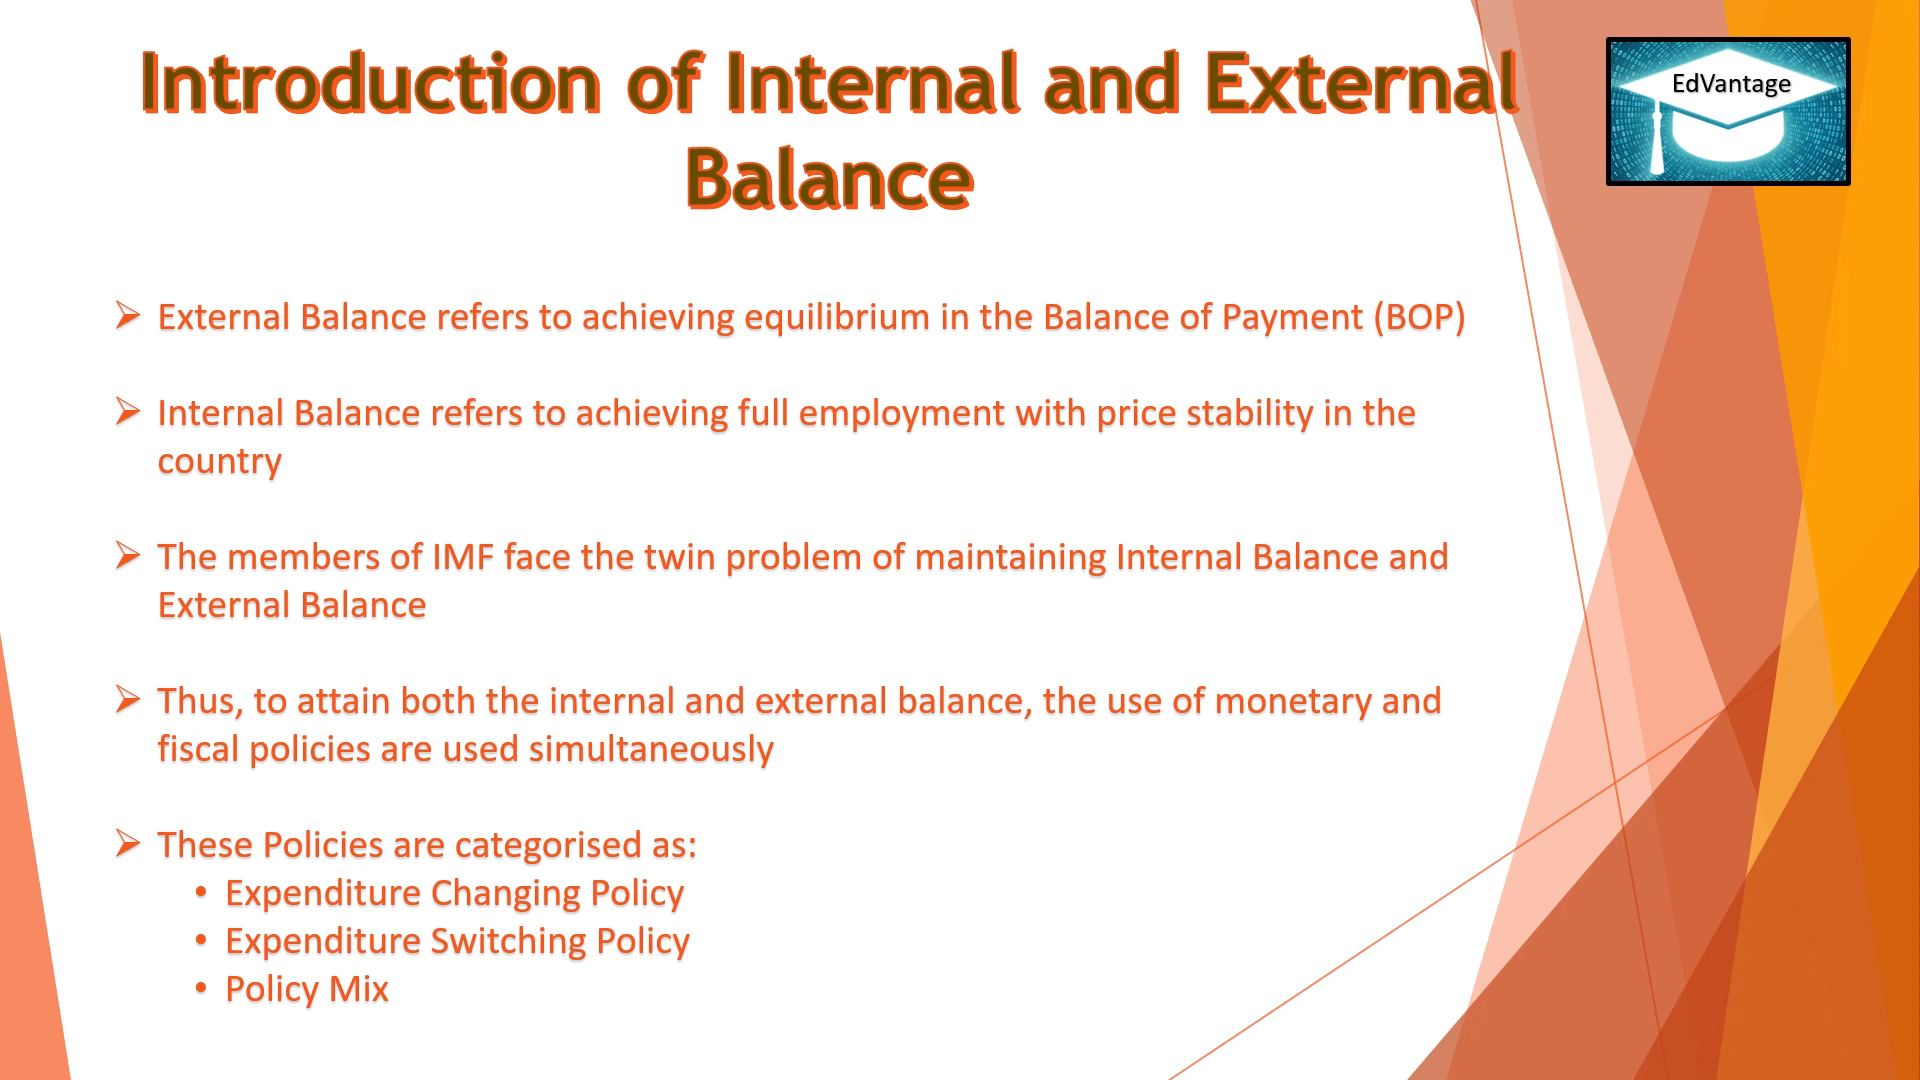 Introduction of Internal and External
Balance
EdVantage
➢ External Balance refers to achieving equilibrium in the Balance of Payment (BOP)
➢ Internal Balance refers to achieving full employment with price stability in the
country
➢ The members of IMF face the twin problem of maintaining Internal Balance and
External Balance
➢ Thus, to attain both the internal and external balance, the use of monetary and
fiscal policies are used simultaneously
➢ These Policies are categorised as:
• Expenditure Changing Policy
• Expenditure Switching Policy
• Policy Mix